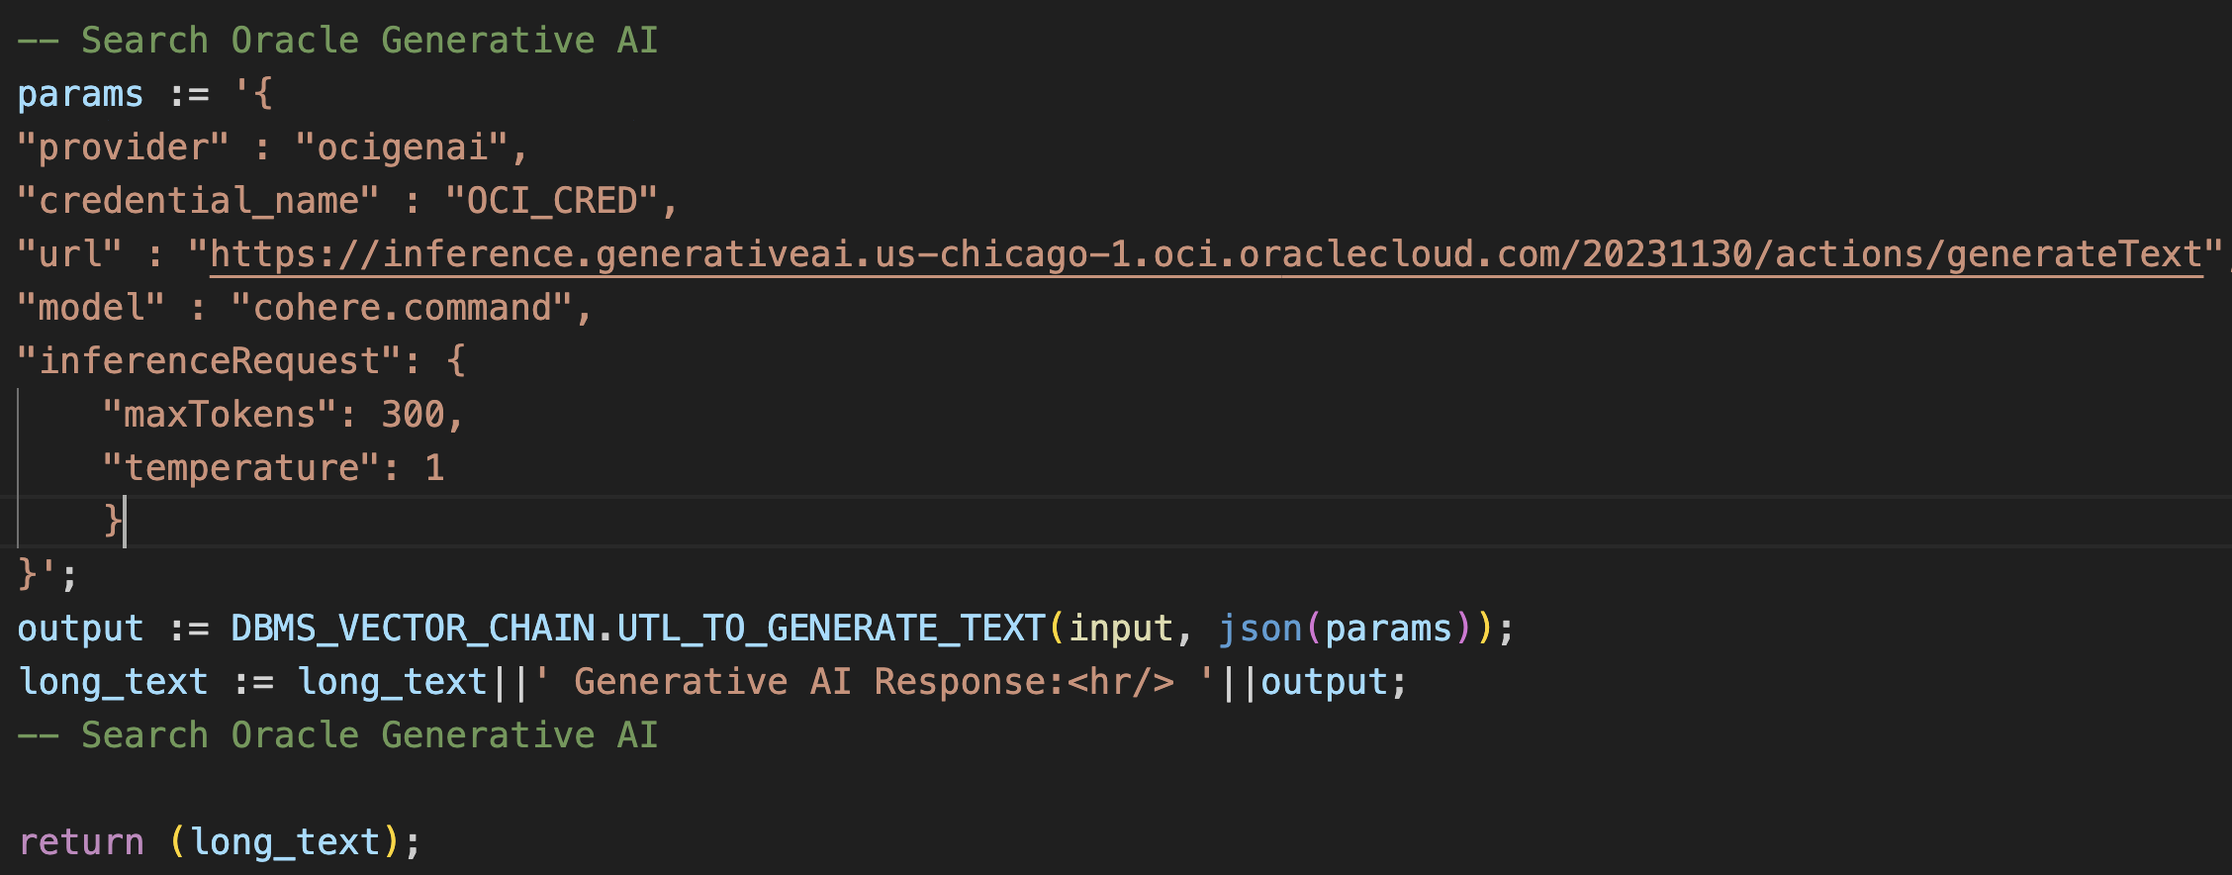 -- Search Oracle Generative AI
params := '{
"provider" : "ocigenai",
"credential_name" : "OCI_CRED",
"url" : "https://inference.generativeai.us-chicago-1.oci.oraclecloud.com/20231130/actions/generateText",
"model" : "cohere.command",
"inferenceRequest": {
    "maxTokens": 300,
    "temperature": 1
    }
}';
output := DBMS_VECTOR_CHAIN.UTL_TO_GENERATE_TEXT(input, json(params));
long_text := long_text||' Generative AI Response:<hr/> '||output;
-- Search Oracle Generative AI
return (long_text);